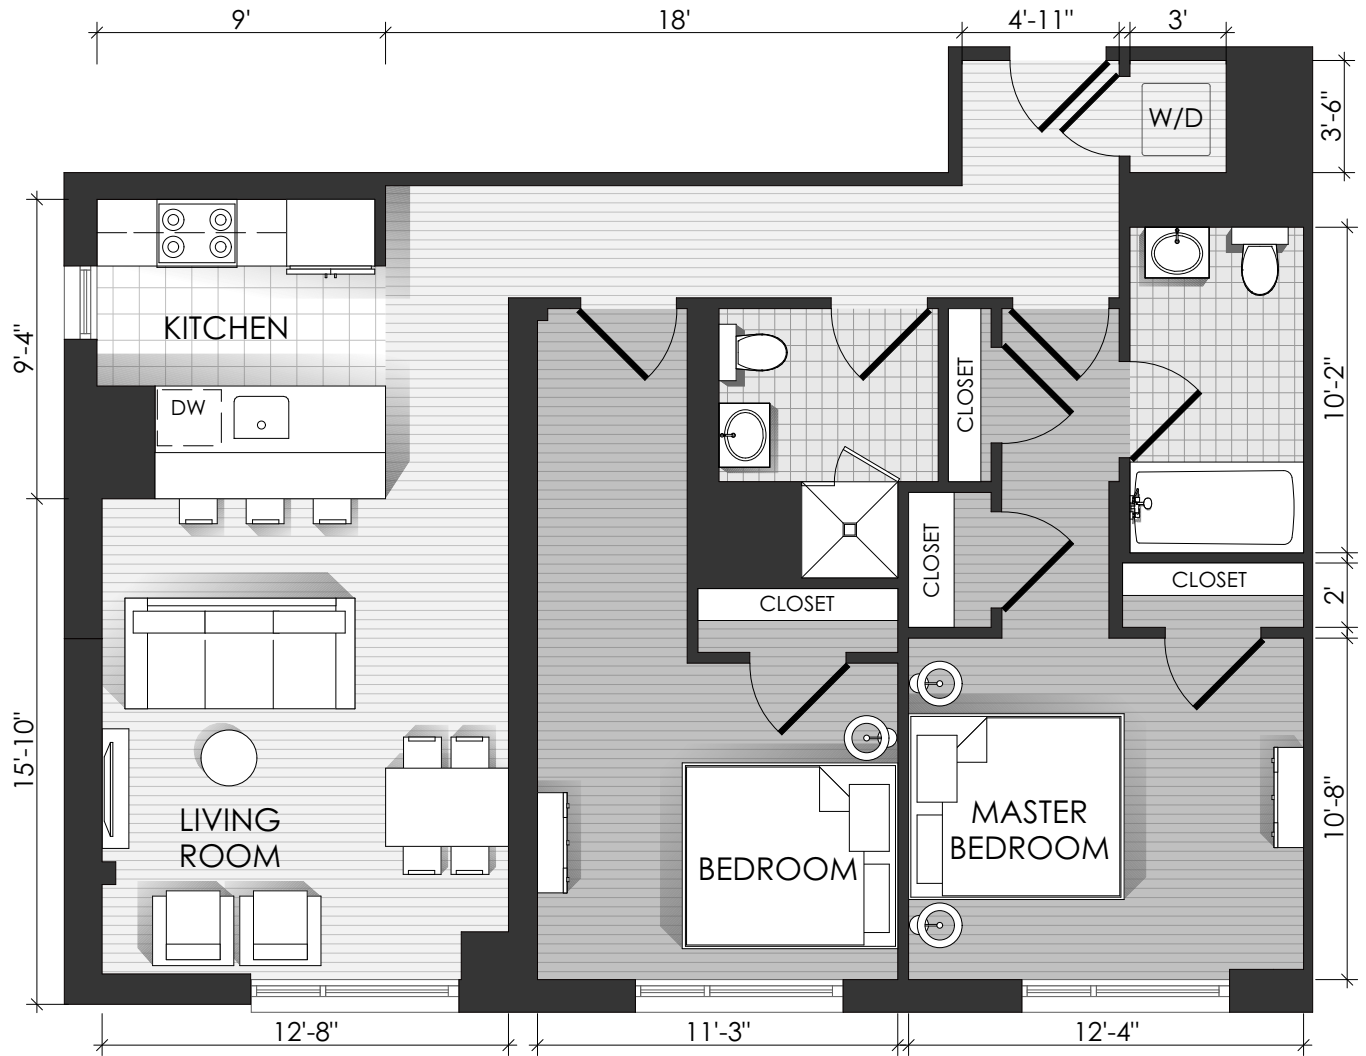 9'
18'
4'-11"
3'
3'-6"
W/D
KITCHEN
9'-4"
DW
CLOSET
10'-2"
CLOSET
CLOSET
CLOSET
2'
15'-10"
LIVING
ROOM
BEDROOM
MASTER
BEDROOM
10'-8"
12'-8"
11'-3"
12'-4"